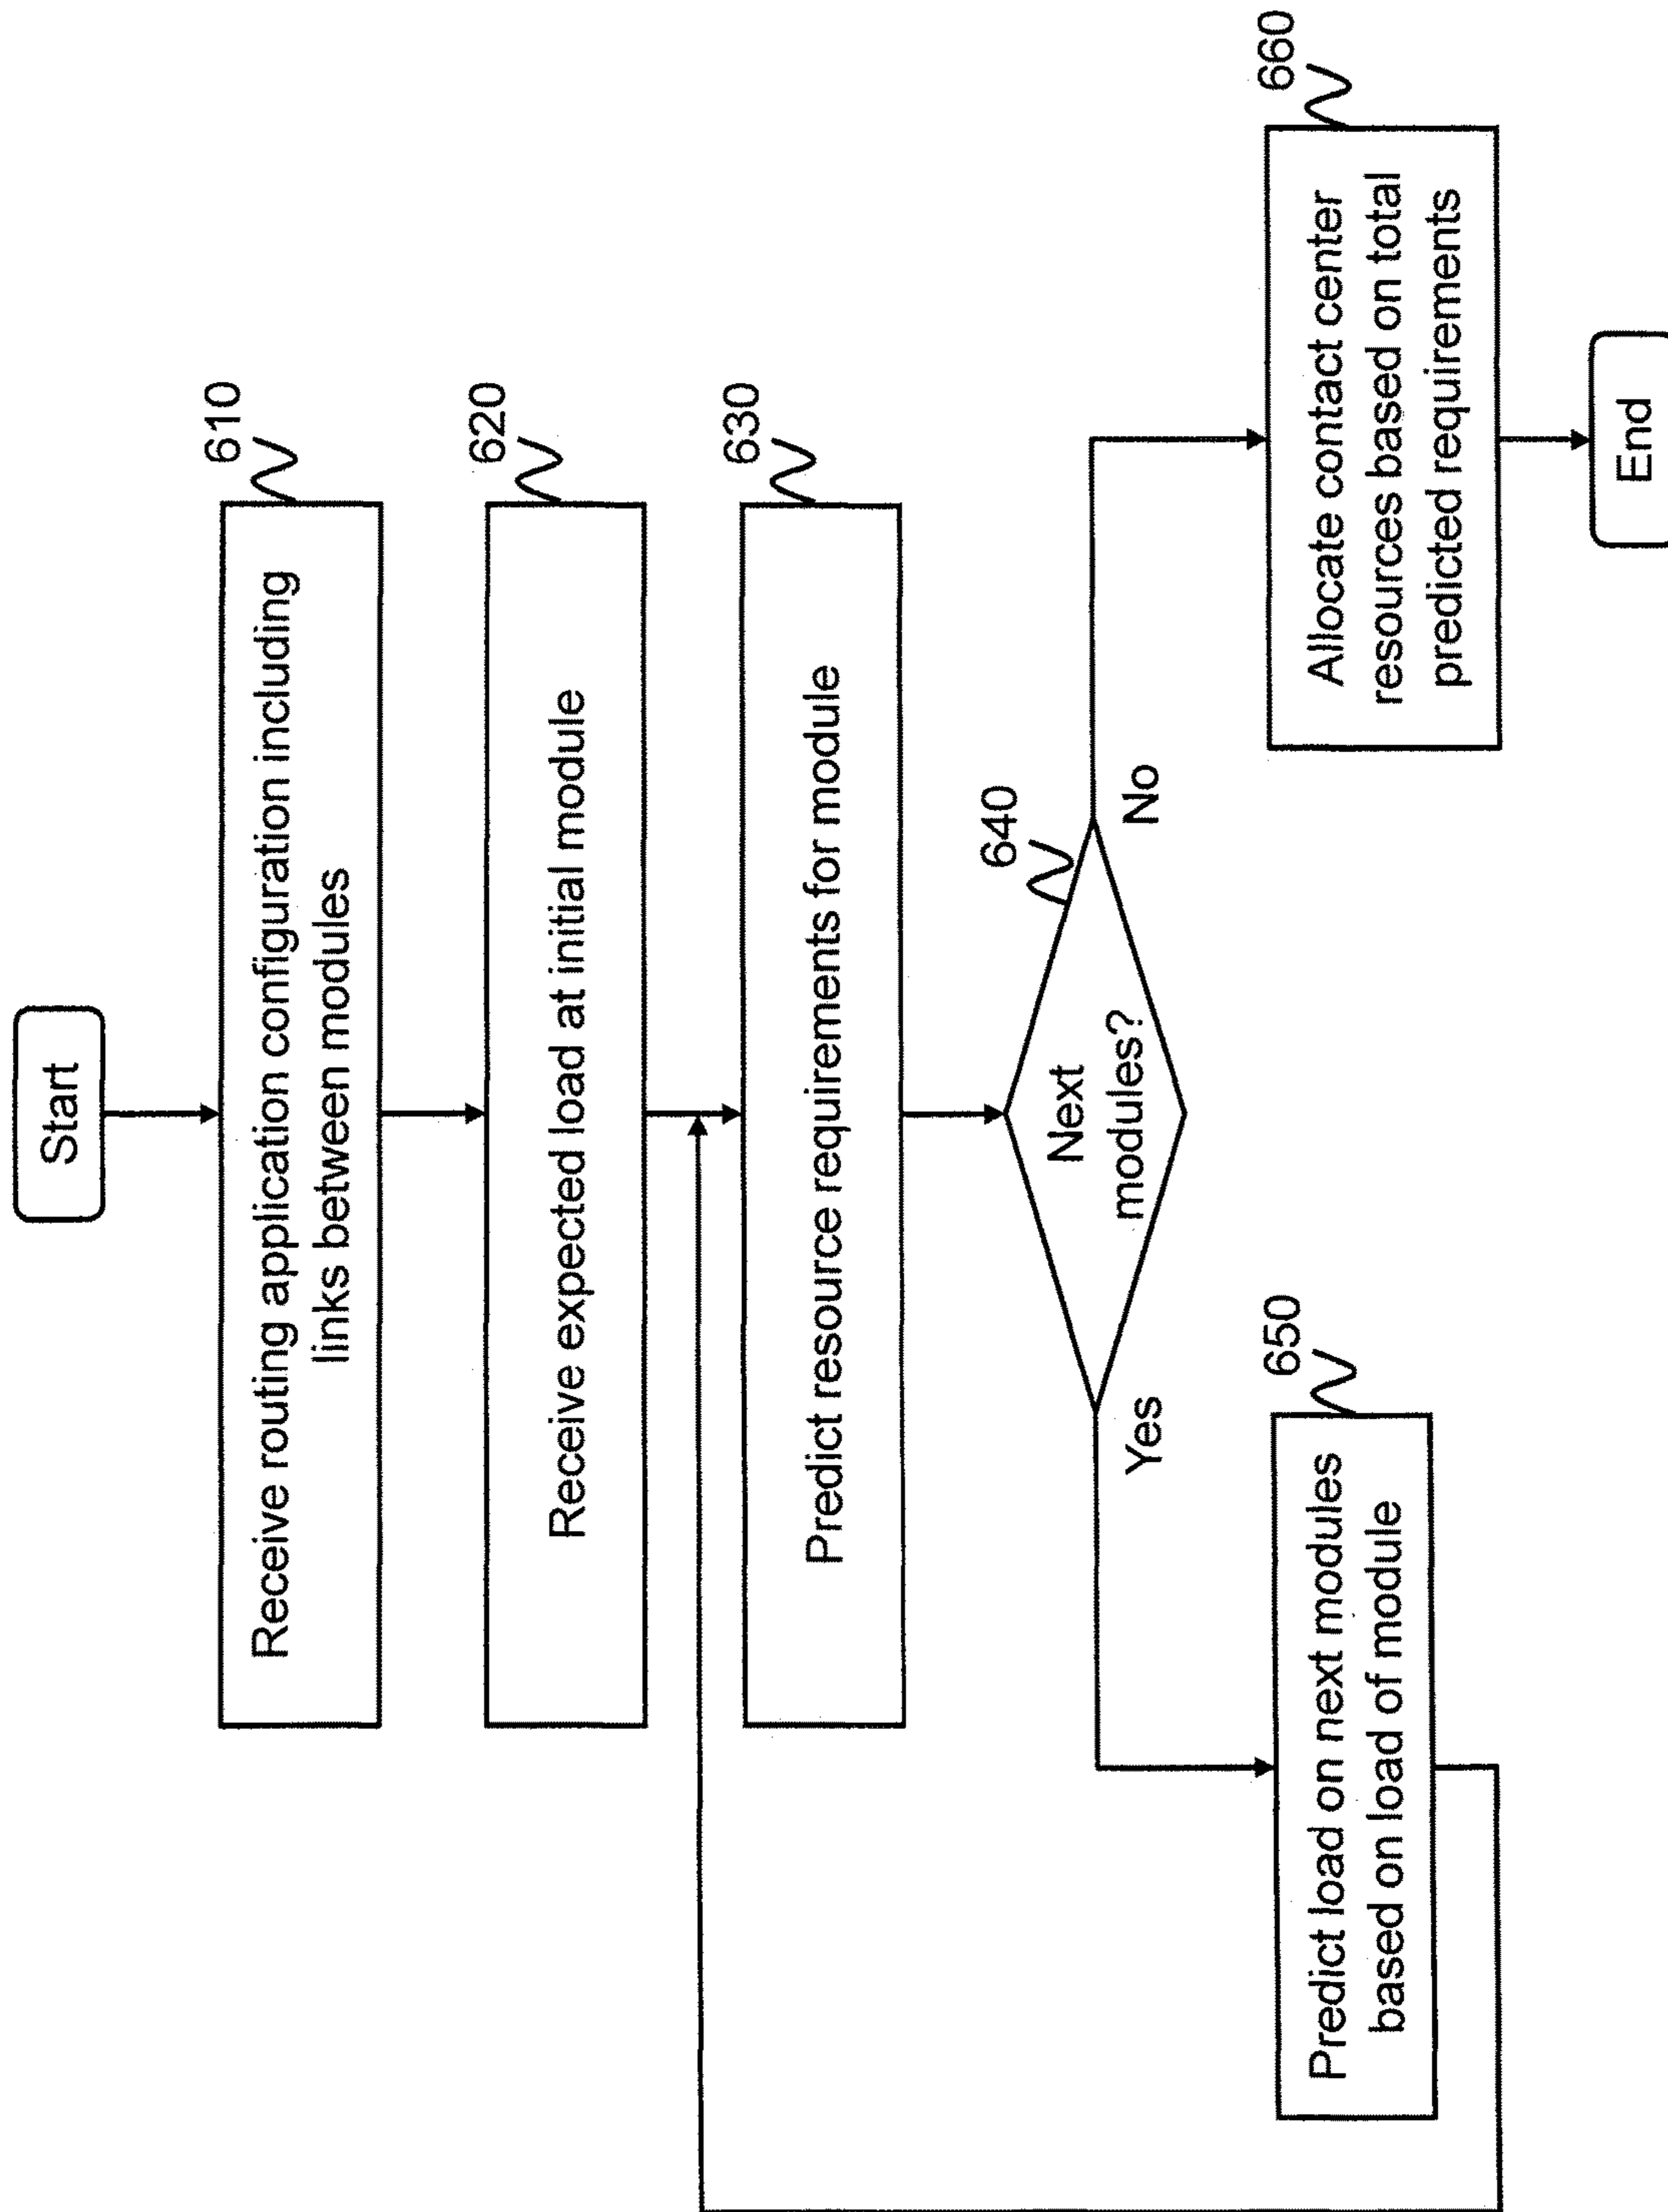 Start
610
Receive routing application configuration including
links between modules
620
Receive expected load at initial module
630
Predict resource requirements for module
640
Next
modules?
Yes
No
650
Predict load on next modules
based on load of module
660
Allocate contact center
resources based on total
predicted requirements
End